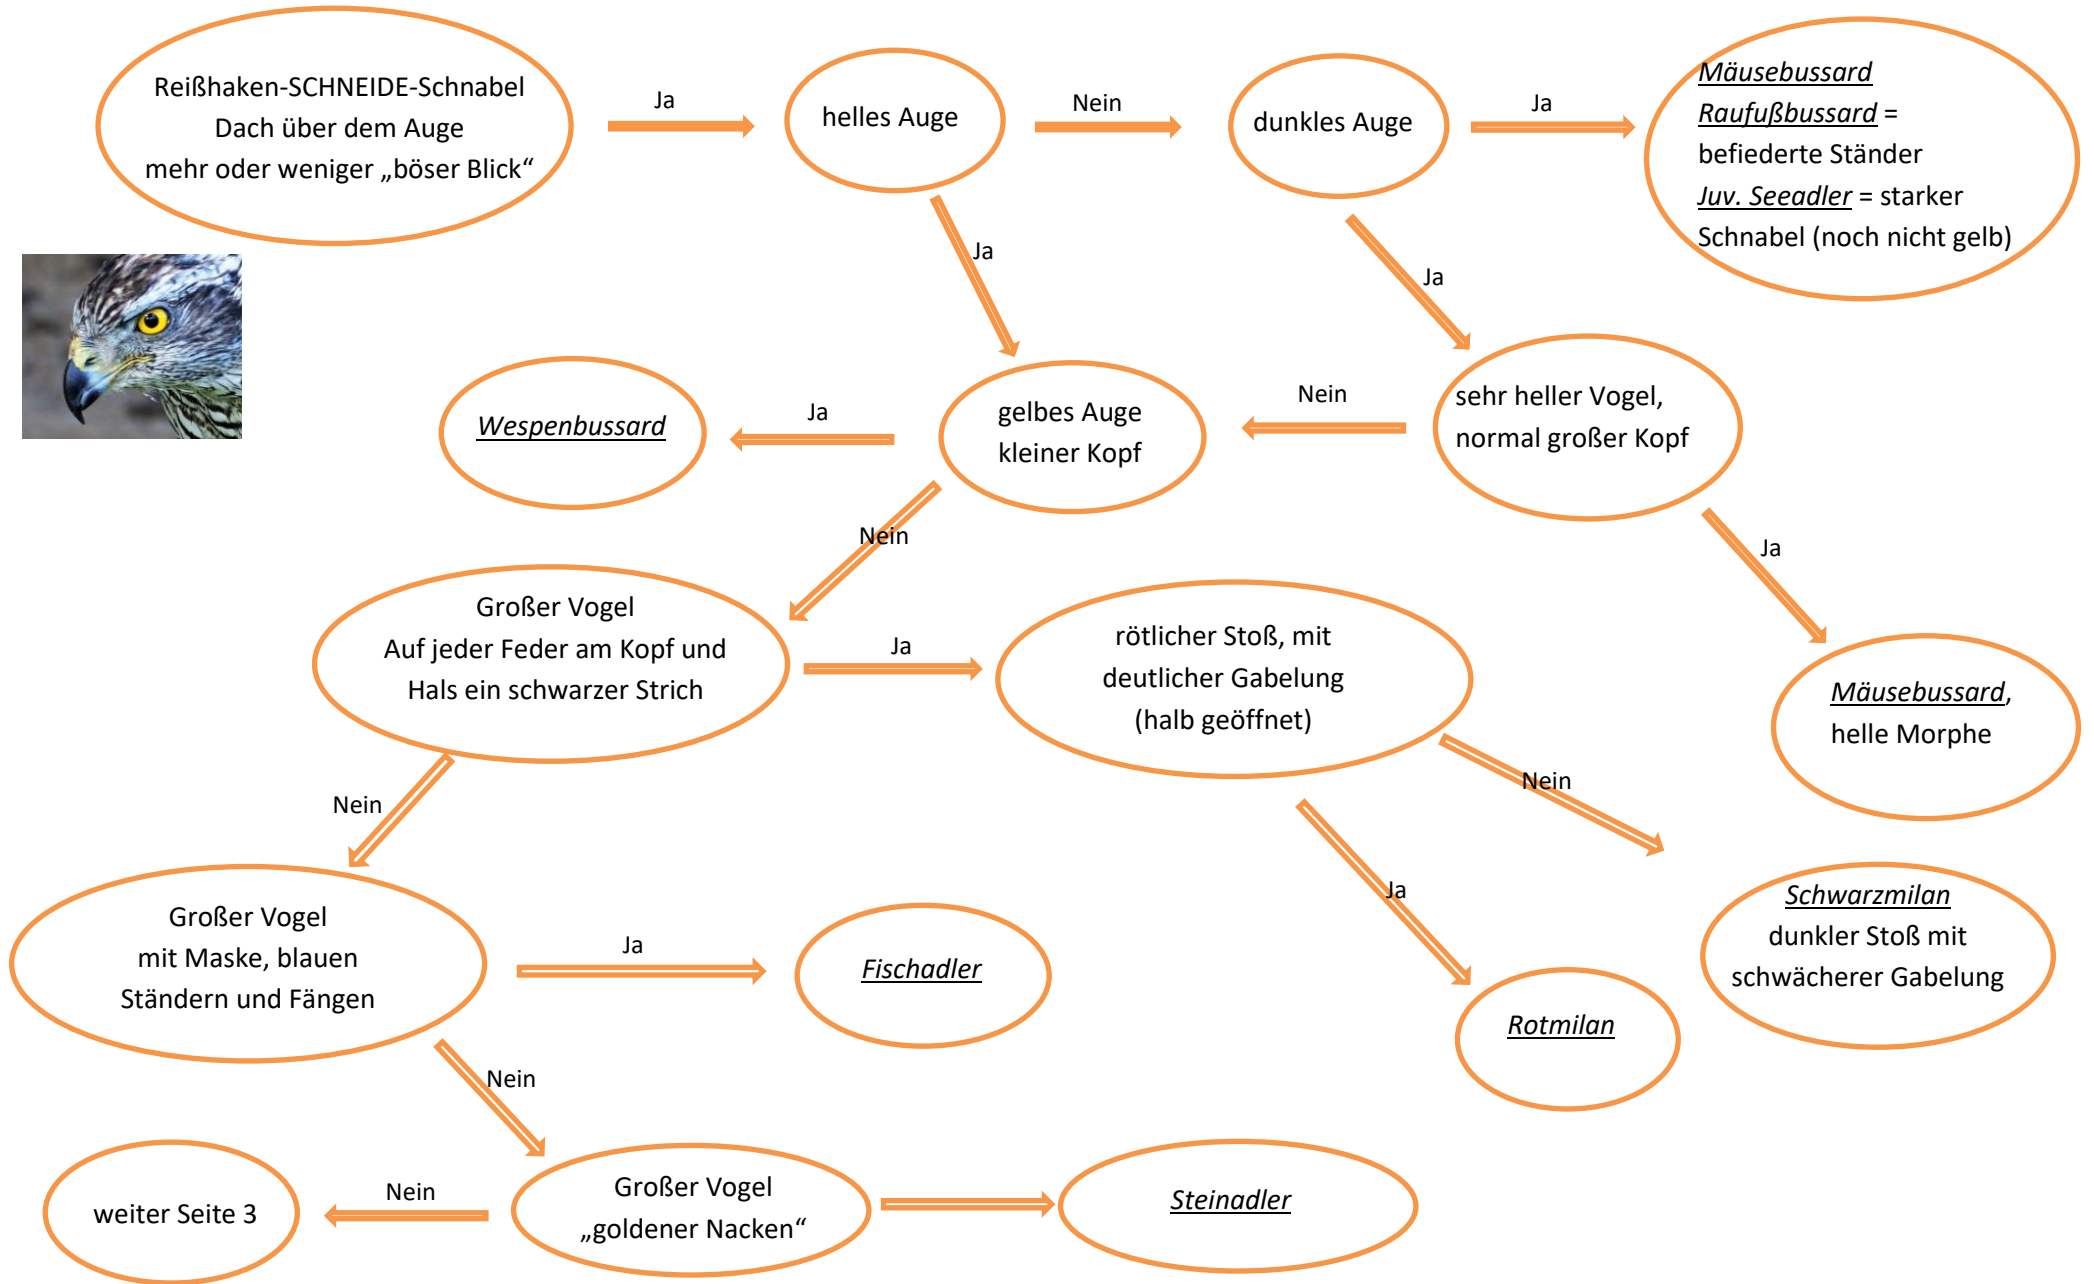 Reißhaken-SCHNEIDE-Schnabel
Dach über dem Auge
mehr oder weniger „böser Blick“
Ja
helles Auge
Nein
dunkles Auge
Ja
Mäusebussard
Raufußbussard =
befiederte Ständer
Juv. Seeadler = starker
Schnabel (noch nicht gelb)
Ja
Ja
Wespenbussard
Ja
gelbes Auge
kleiner Kopf
Nein
sehr heller Vogel,
normal großer Kopf
Nein
Ja
Großer Vogel
Auf jeder Feder am Kopf und
Hals ein schwarzer Strich
Ja
rötlicher Stoß, mit
deutlicher Gabelung
(halb geöffnet)
Mäusebussard,
helle Morphe
Nein
Nein
Ja
Großer Vogel
mit Maske, blauen
Ständern und Fängen
Ja
Fischadler
Schwarzmilan
dunkler Stoß mit
schwächerer Gabelung
Rotmilan
Nein
weiter Seite 3
Nein
Großer Vogel
„goldener Nacken“
Steinadler